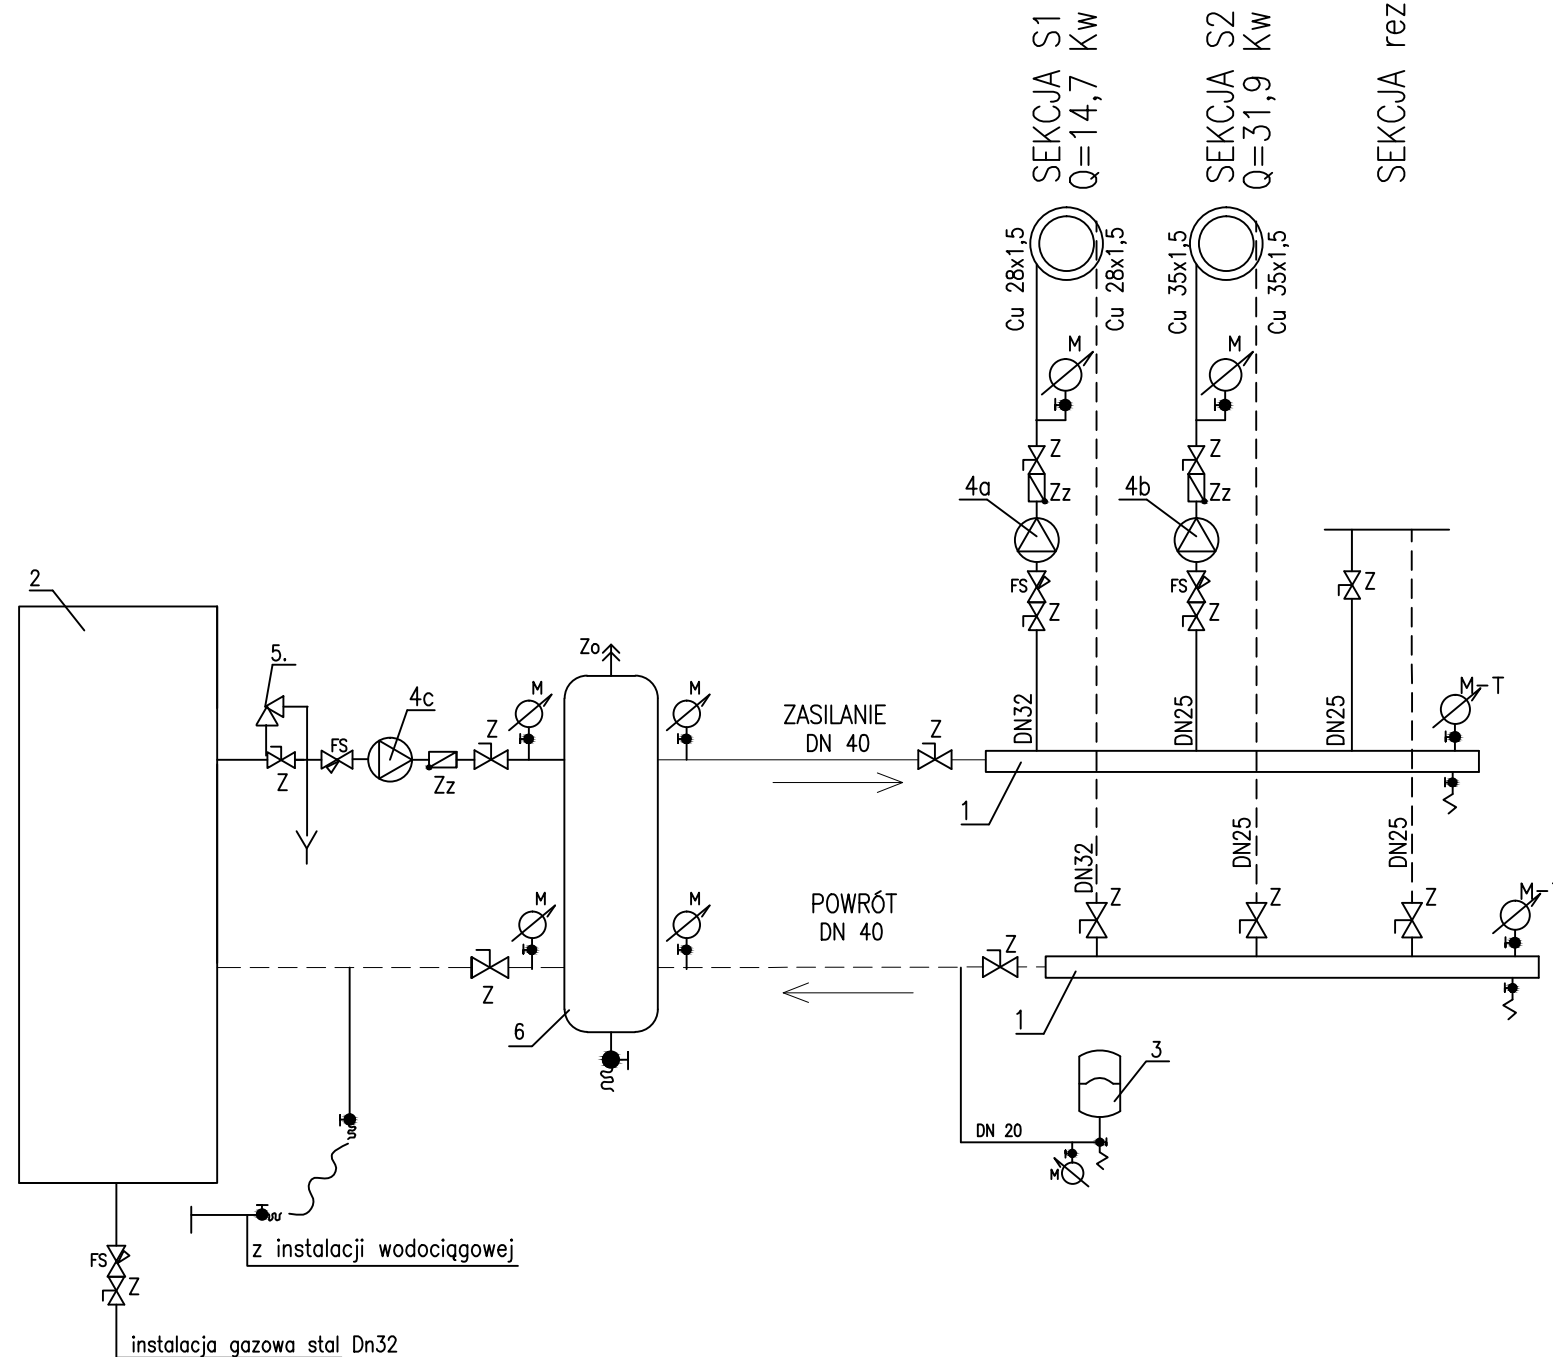 SEKCJA S1
Q=14,7 Kw
SEKCJA S2
Q=31,9 Kw
SEKCJA rez
Cu 28x1,5
Cu 28x1,5
Cu 35x1,5
Cu 35x1,5
M
M
Z
Z
4a
Zz
4b
Zz
FS
Z
FS
Z
Z
2
Zo
5.
4c
M
M
M-T
DN32
DN25
DN25
ZASILANIE
DN 40
Z
FS
Z
Z
Zz
1
DN32
DN25
DN25
M
M
POWRÓT
DN 40
Z
Z
Z
M-
Z
Z
6
1
3
DN 20
M
z instalacji wodociągowej
FS
Z
instalacja gazowa stal Dn32